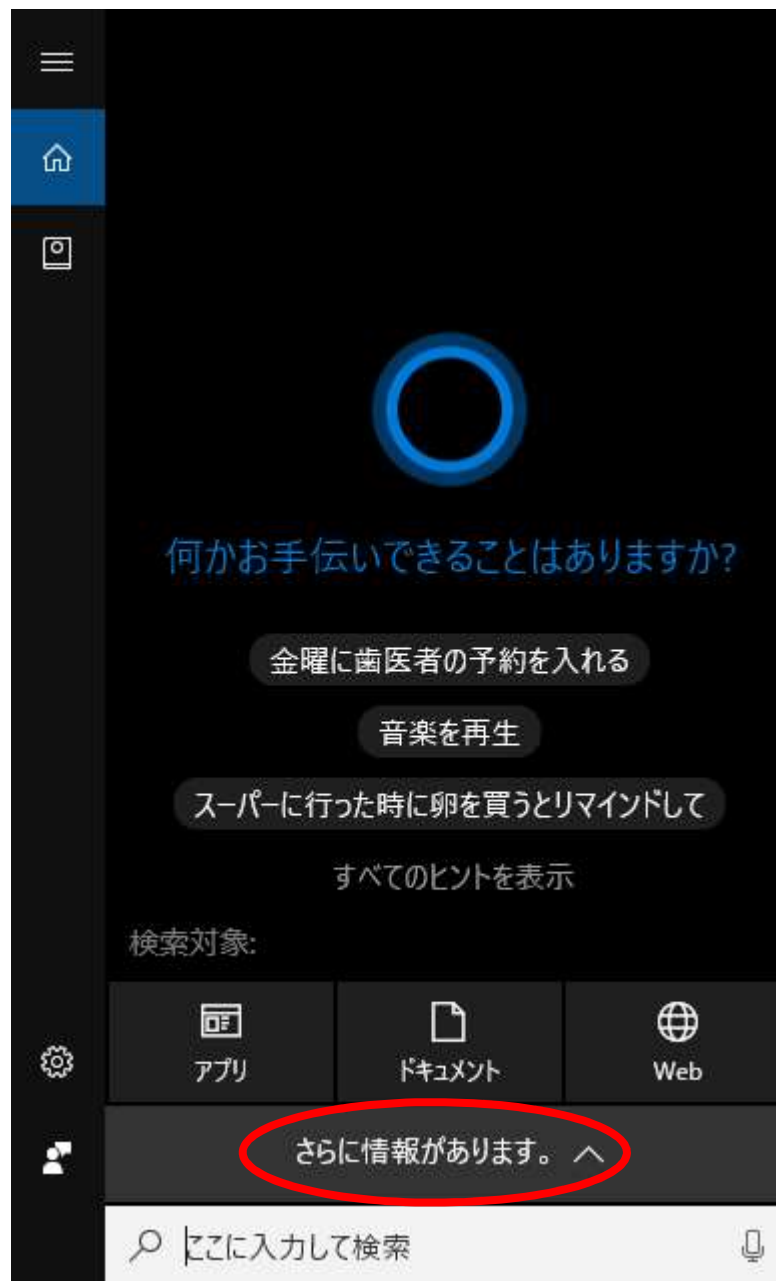 何かお手伝いできることはありますか?
金曜に歯医者の予約を入れる
音楽を再生
スーパーに行った時に卵を買うとリマインドして
すべてのヒントを表示
検索対象:
アプリ
ドキュメント
Web
さらに情報があります。
ここに入力して検索